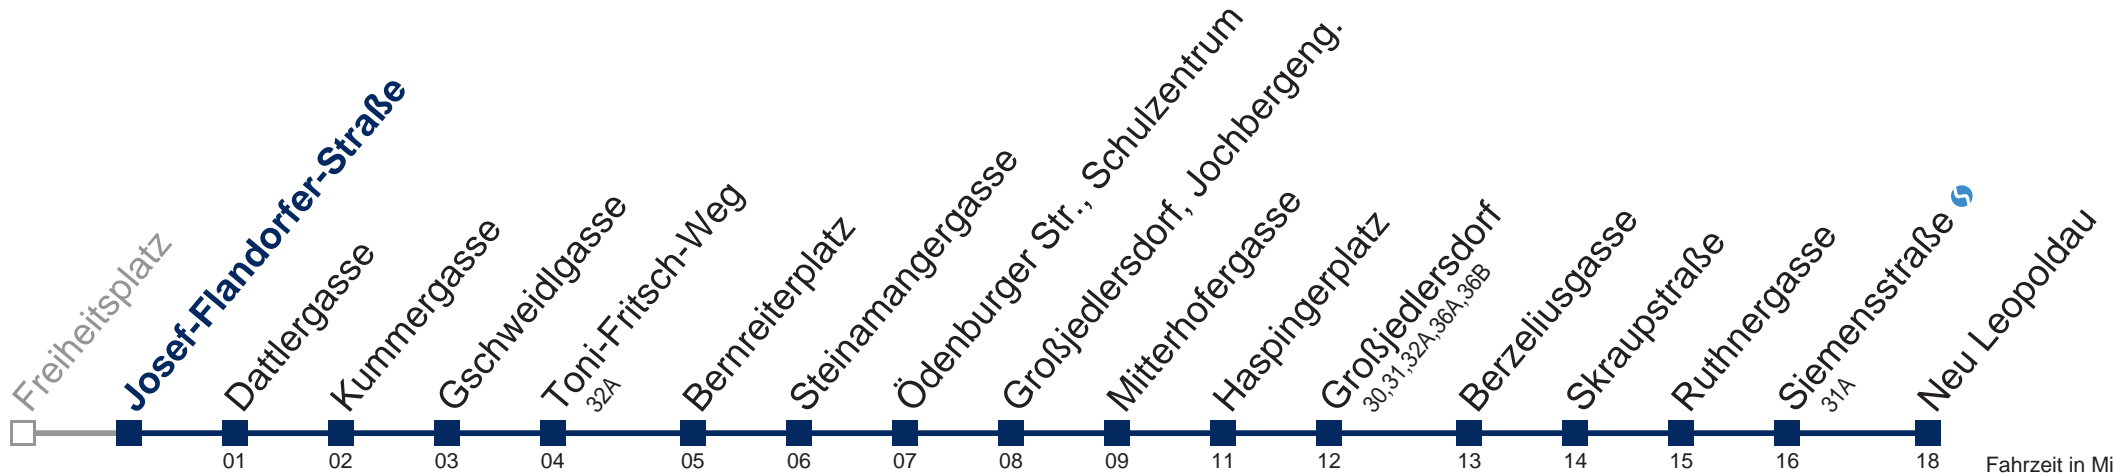 Freiheitsplatz
Josef-Flandorfer-Straße
Dattlergasse
Kummergasse
Gschweidlgasse
Toni-Fritsch-Weg
32A
Bernreiterplatz
Steinamangergasse
Ödenburger Str., Schulzentrum
Großjedlersdorf, Jochbergeng.
Mitterhofergasse
Haspingerplatz
Großjedlersdorf
30,31,32A,36A,36B
Berzeliusgasse
Skraupstraße
Ruthnergasse
Siemensstraße
31A
Neu Leopoldau
01 02 03 04 05 06 07 08 09 11 12 13 14 15 16 18 Fahrzeit in Mi